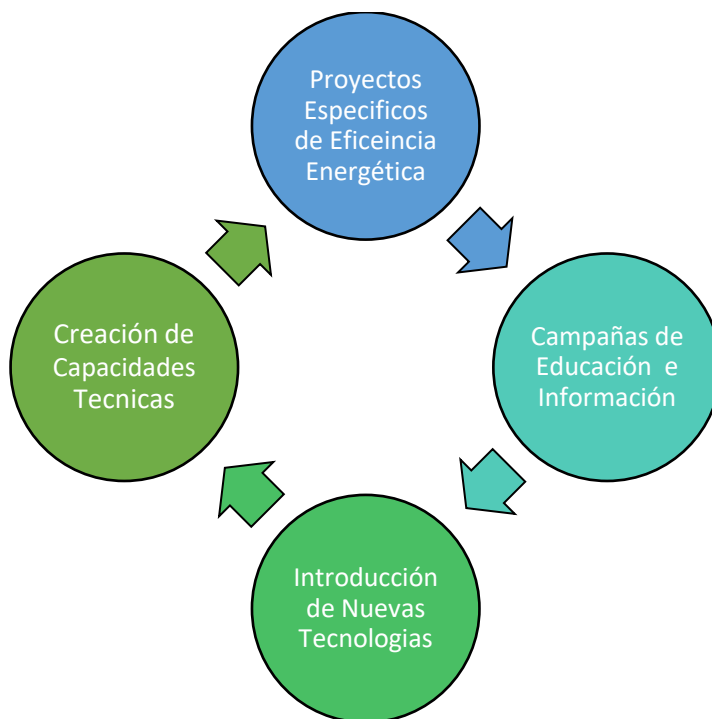 Proyectos
Especificos
de Eficeincia
Energética
Campañas de
Educación e
Información
Introducción
de Nuevas
Tecnologias
Creación de
Capacidades
Tecnicas